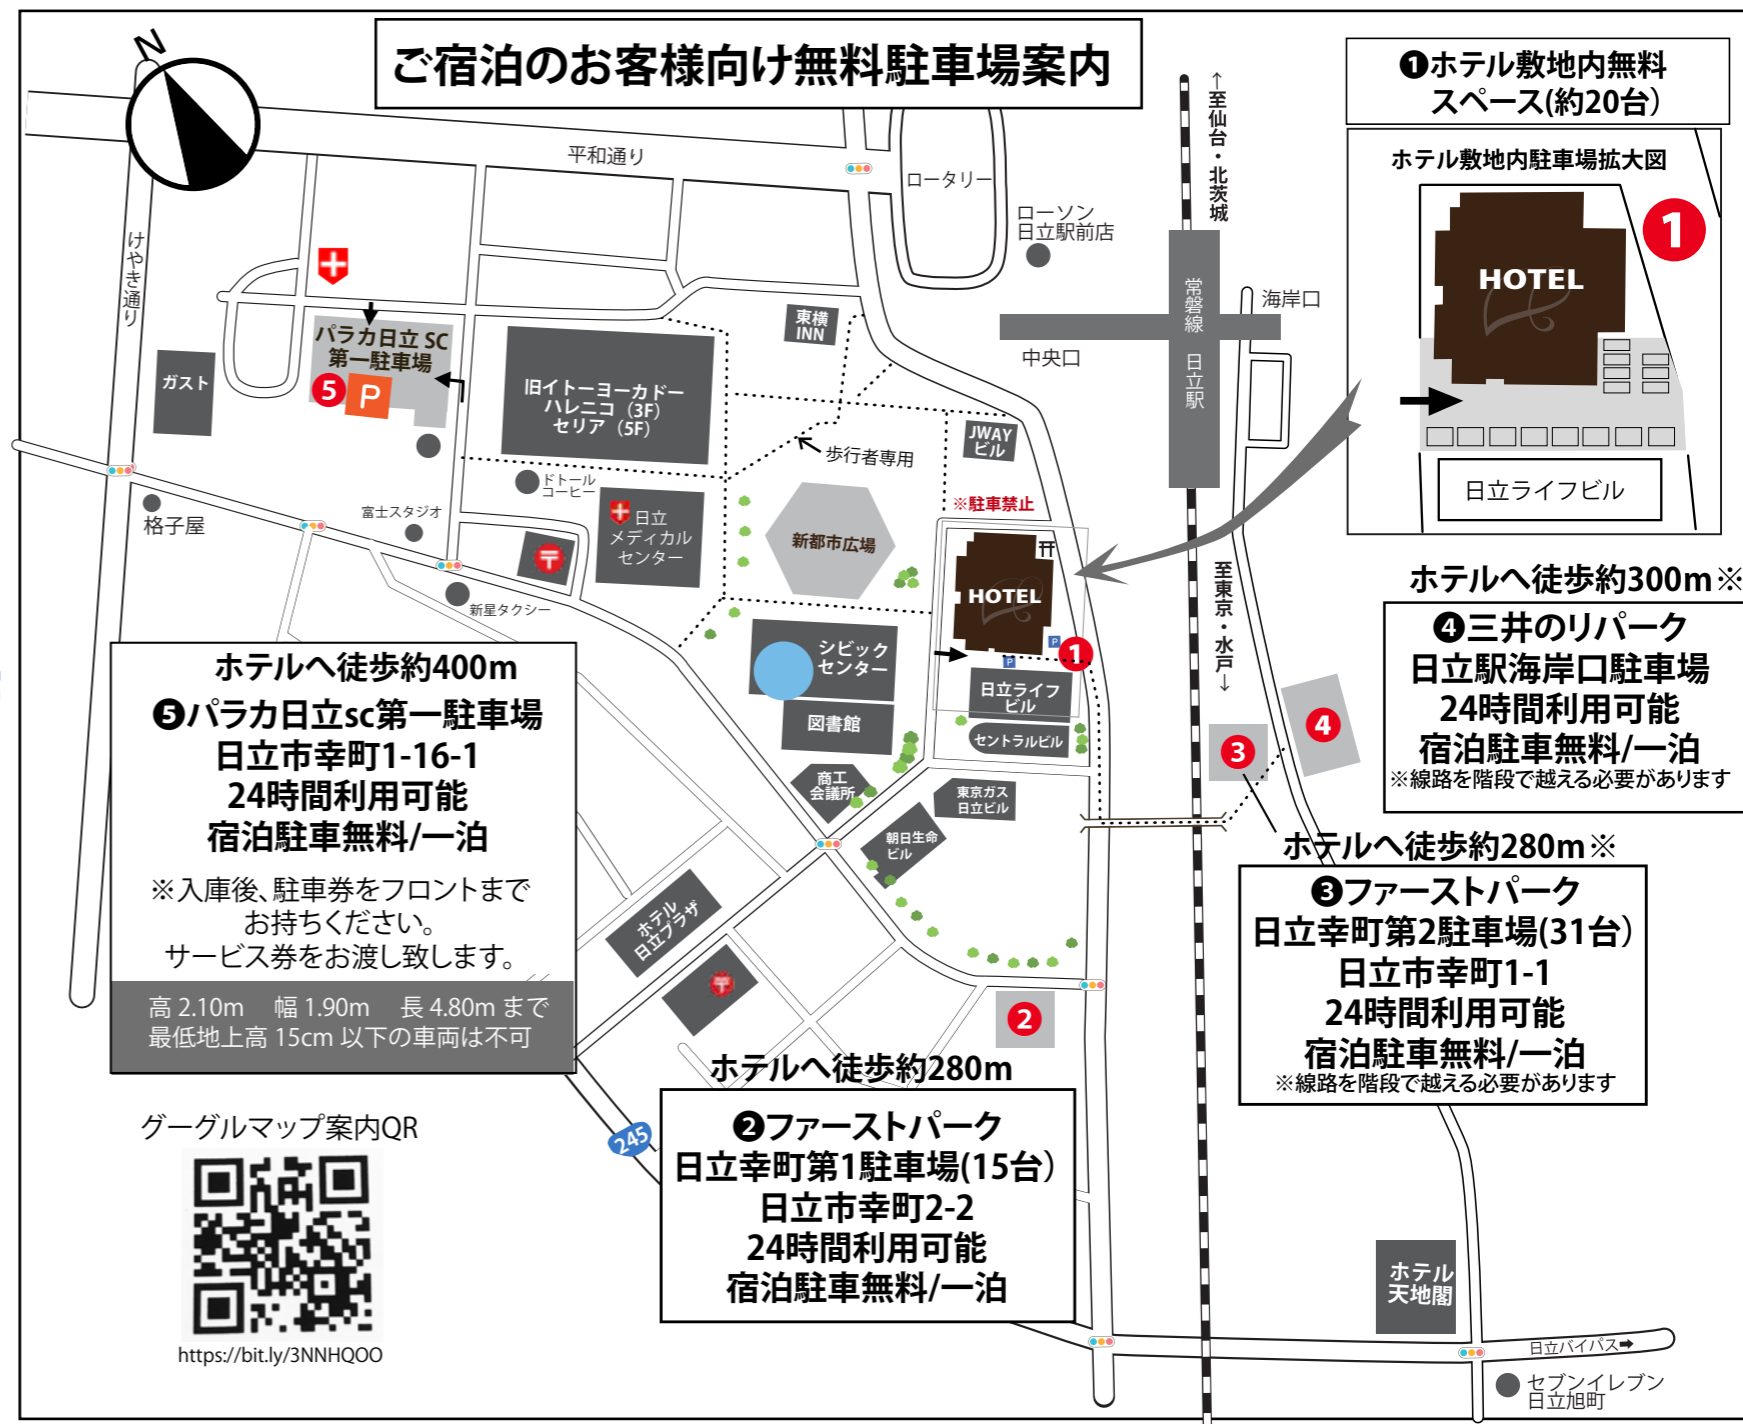 ご宿泊のお客様向け無料駐車場案内
N
平和通り
ロータリー
ローソン
日立駅前店
↑至仙台・北茨城
けやき通り
常磐線 日立駅
海岸口
中央口
❶ホテル敷地内無料
スペース(約20台)
ホテル敷地内駐車場拡大図
1
HOTEL
日立ライフビル
パラカ日立 SC
第一駐車場
5
P
ガスト
旧イトーヨーカドー
ハレニコ（3F）
セリア（5F）
東横
INN
JWAY
ビル
歩行者専用
※駐車禁止
ドトール
コーヒー
日立
メディカル
センター
新都市広場
HOTEL
格子屋
富士スタジオ
〒
新星タクシー
至東京・水戸→
P
P
1
シビック
センター
図書館
日立ライフ
ビル
セントラルビル
商工
会議所
東京ガス
日立ビル
朝日生命
ビル
ホテル
日立プラザ
〒
3
4
2
ホテルへ徒歩約300m※
❹三井のリパーク
日立駅海岸口駐車場
24時間利用可能
宿泊駐車無料/一泊
※線路を階段で越える必要があります
ホテルへ徒歩約280m※
❸ファーストパーク
日立幸町第2駐車場(31台)
日立市幸町1-1
24時間利用可能
宿泊駐車無料/一泊
※線路を階段で越える必要があります
ホテルへ徒歩約400m
❺パラカ日立sc第一駐車場
日立市幸町1-16-1
24時間利用可能
宿泊駐車無料/一泊
※入庫後、駐車券をフロントまで
お持ちください。
サービス券をお渡し致します。
高 2.10m 幅 1.90m 長 4.80m まで
最低地上高 15cm 以下の車両は不可
ホテルへ徒歩約280m
❷ファーストパーク
日立幸町第1駐車場(15台)
日立市幸町2-2
24時間利用可能
宿泊駐車無料/一泊
245
グーグルマップ案内QR
https://bit.ly/3NNHQOO
ホテル
天地閣
日立バイパス➡
セブンイレブン
日立旭町